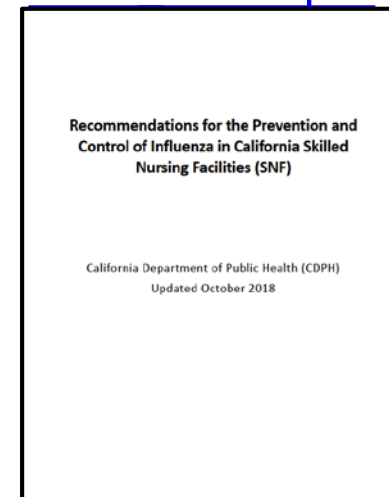 Recommendations for the Prevention and
Control of Influenza in California Skilled
Nursing Facilities (SNF)
California Department of Public Health (CDPH)
Updated October 2018